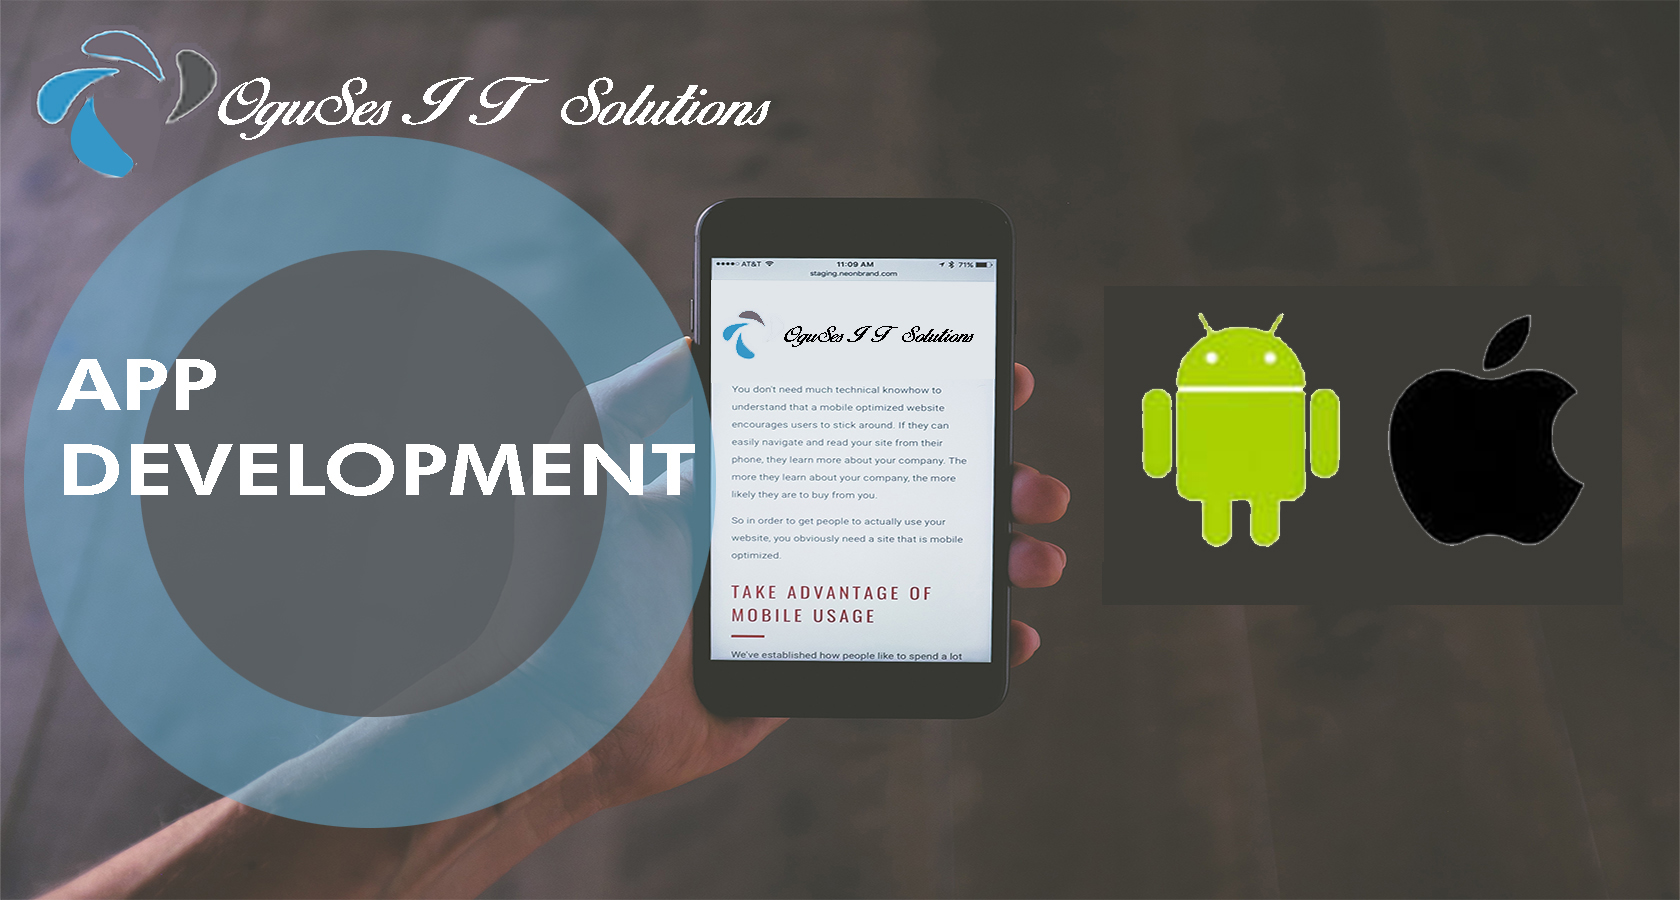 OguSes IT Solutions
APP
DEVELOPMENT
AT&T 11:09 AM 71%
staging.neonbrand.com
OguSes IT Solutions
You don't need much technical knowhow to
understand that a mobile optimized website
encourages users to stick around. If they can
easily navigate and read your site from their
phone, they learn more about your company. The
more they learn about your company, the more
likely they are to buy from you.
So in order to get people to actually use your
website, you obviously need a site that is mobile
optimized.
TAKE ADVANTAGE OF
MOBILE USAGE
We've established how people like to spend a lot